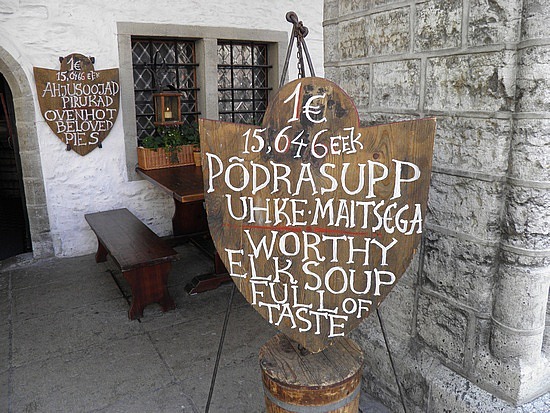 1€
15,646 EEK
AHJUSOOJAD
PIRUKAD
OVENHOT
BELOVED
PIES
1€
15,646 EEK
PÕDRASUPP
UHKE·MAITSEGA
WORTHY
ELK SOUP
FULL OF
TASTE